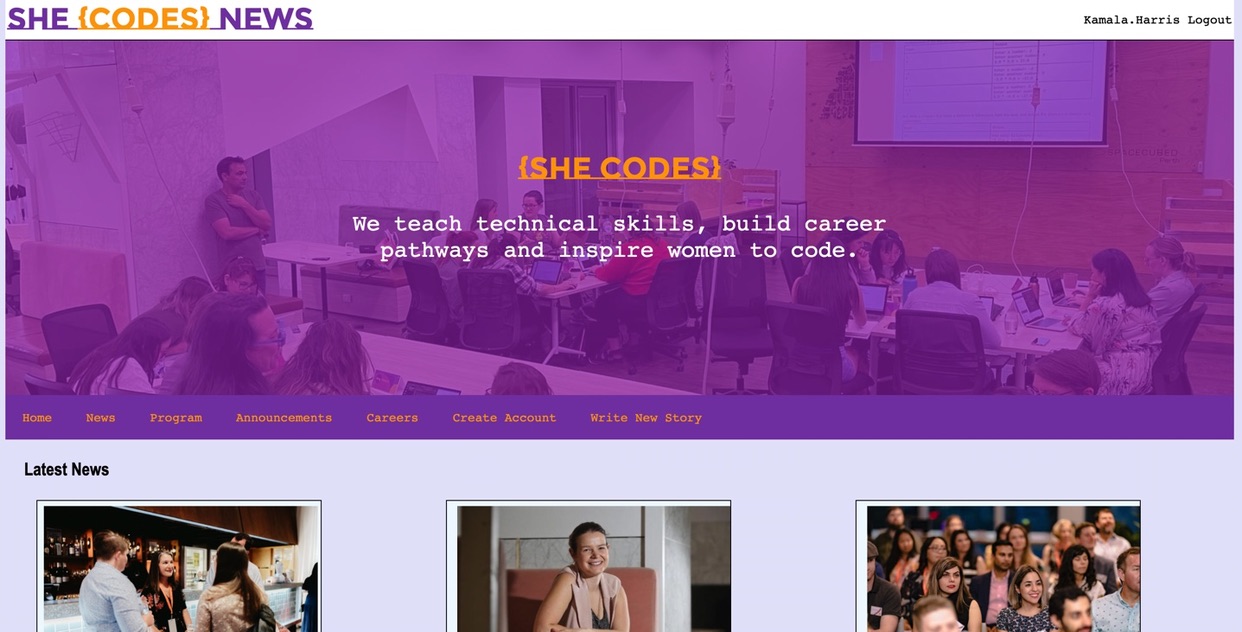 SHE {CODES} NEWS
Kamala.Harris Logout
{SHE CODES}
We teach technical skills, build career
pathways and inspire women to code.
Home News Program Announcements Careers Create Account Write New Story
Latest News